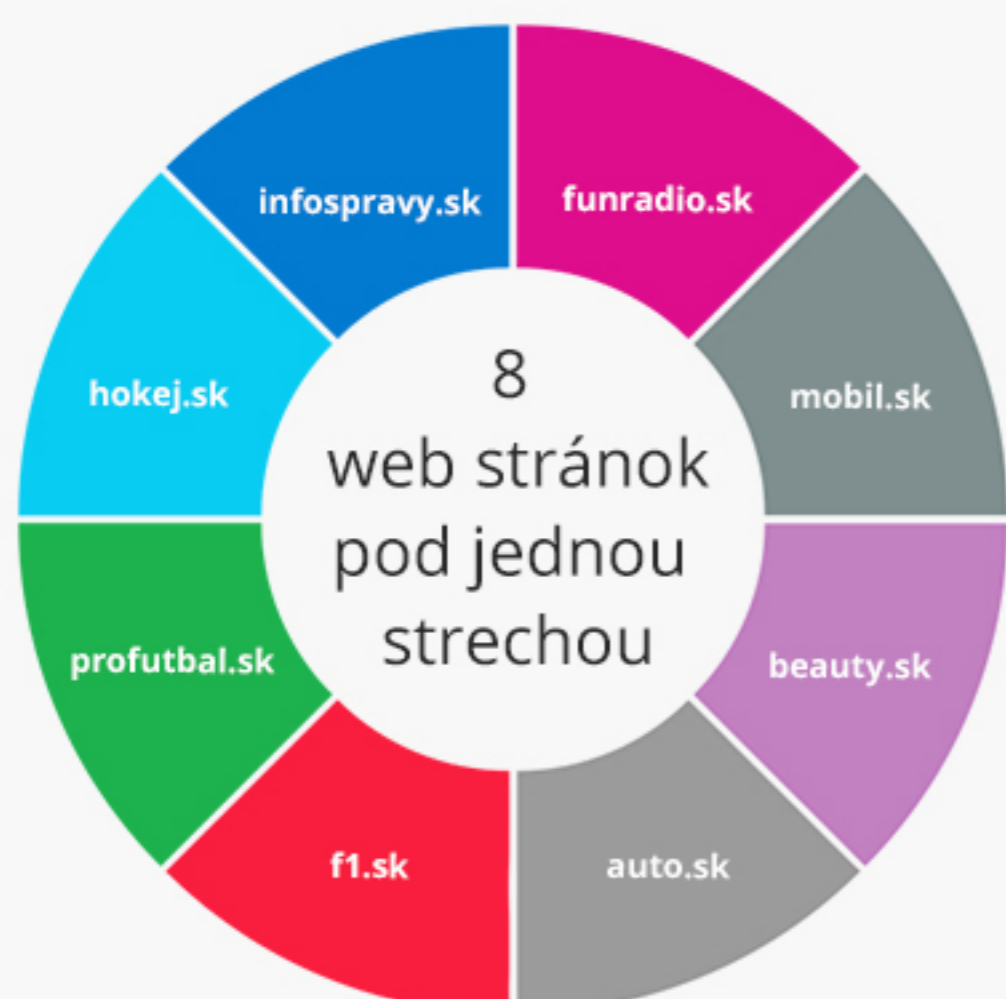 infospravy.sk
funradio.sk
hokej.sk
mobil.sk
8
web stránok
pod jednou
strechou
profutbal.sk
beauty.sk
f1.sk
auto.sk